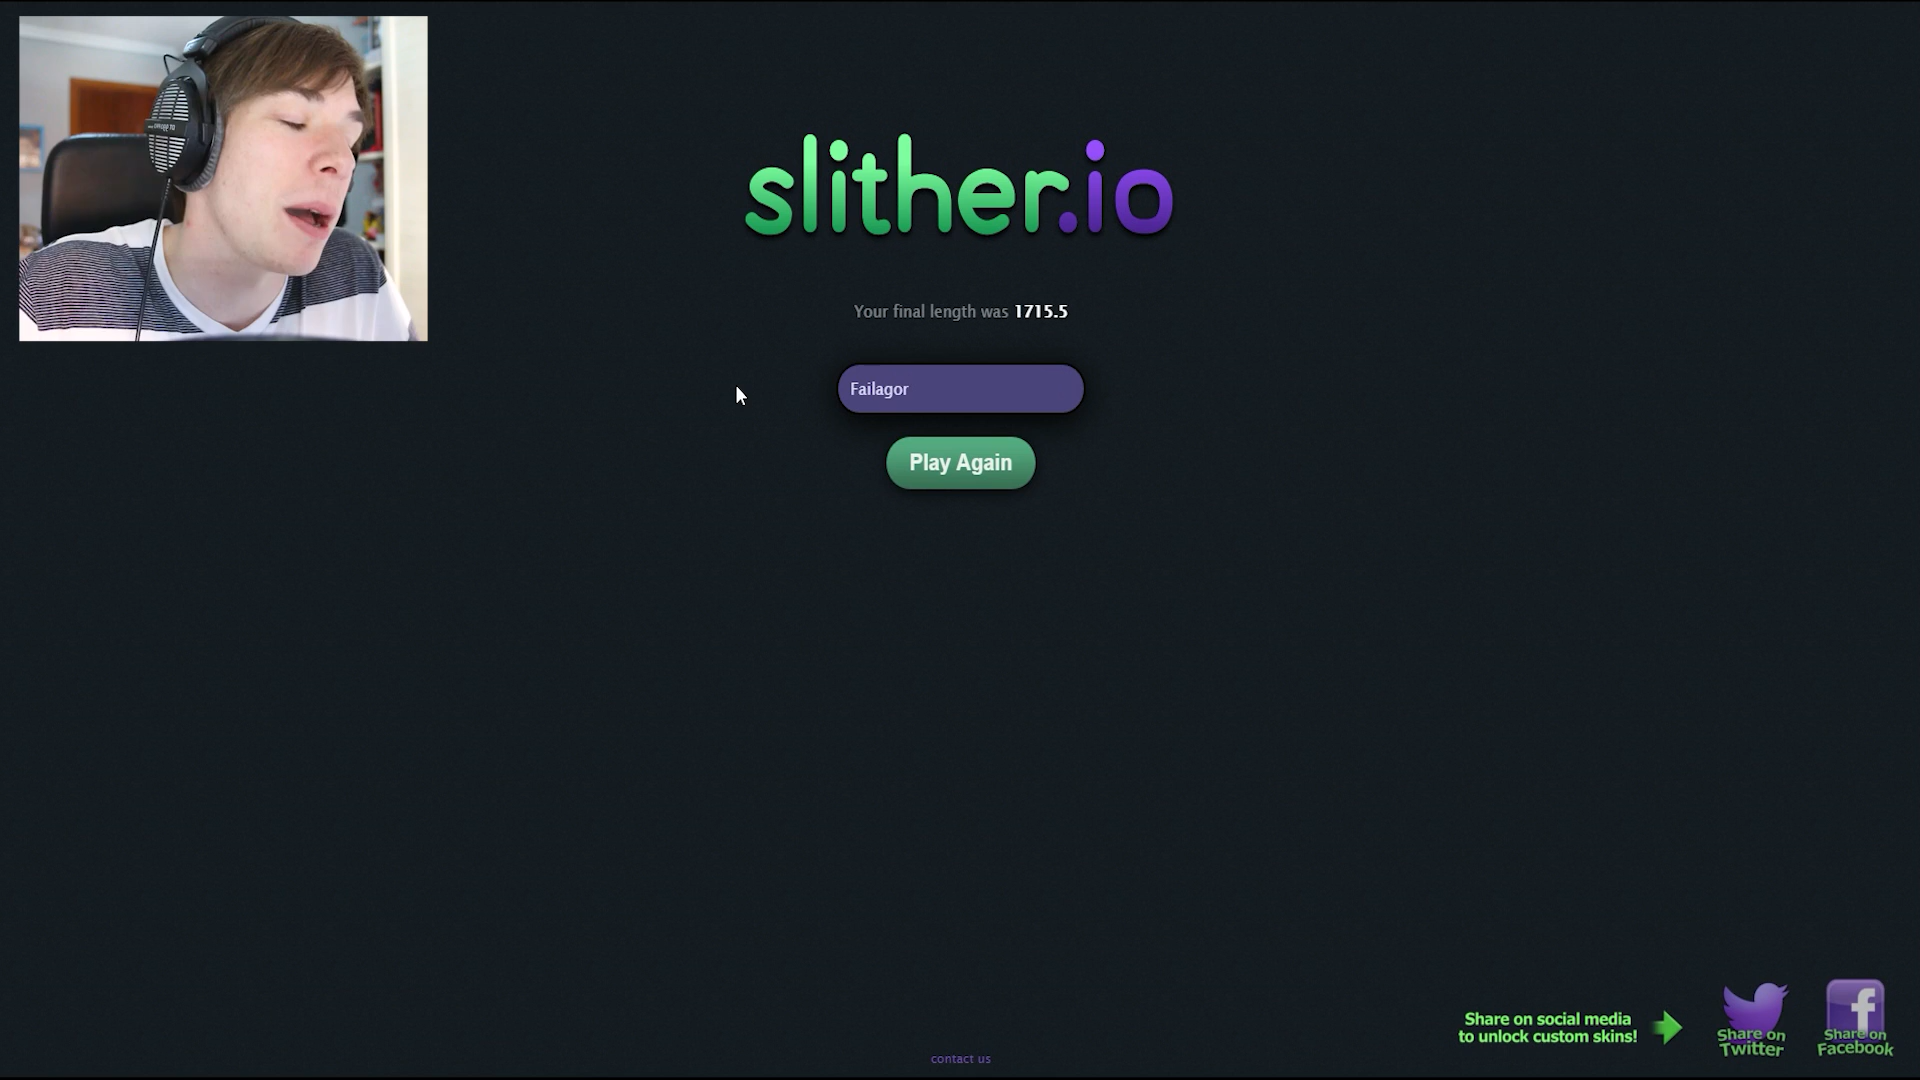 slither.io
Your final length was 1715.5
Failagor
Play Again
Share on social media
to unlock custom skins!
Share on
Twitter
Share on
Facebook
contact us